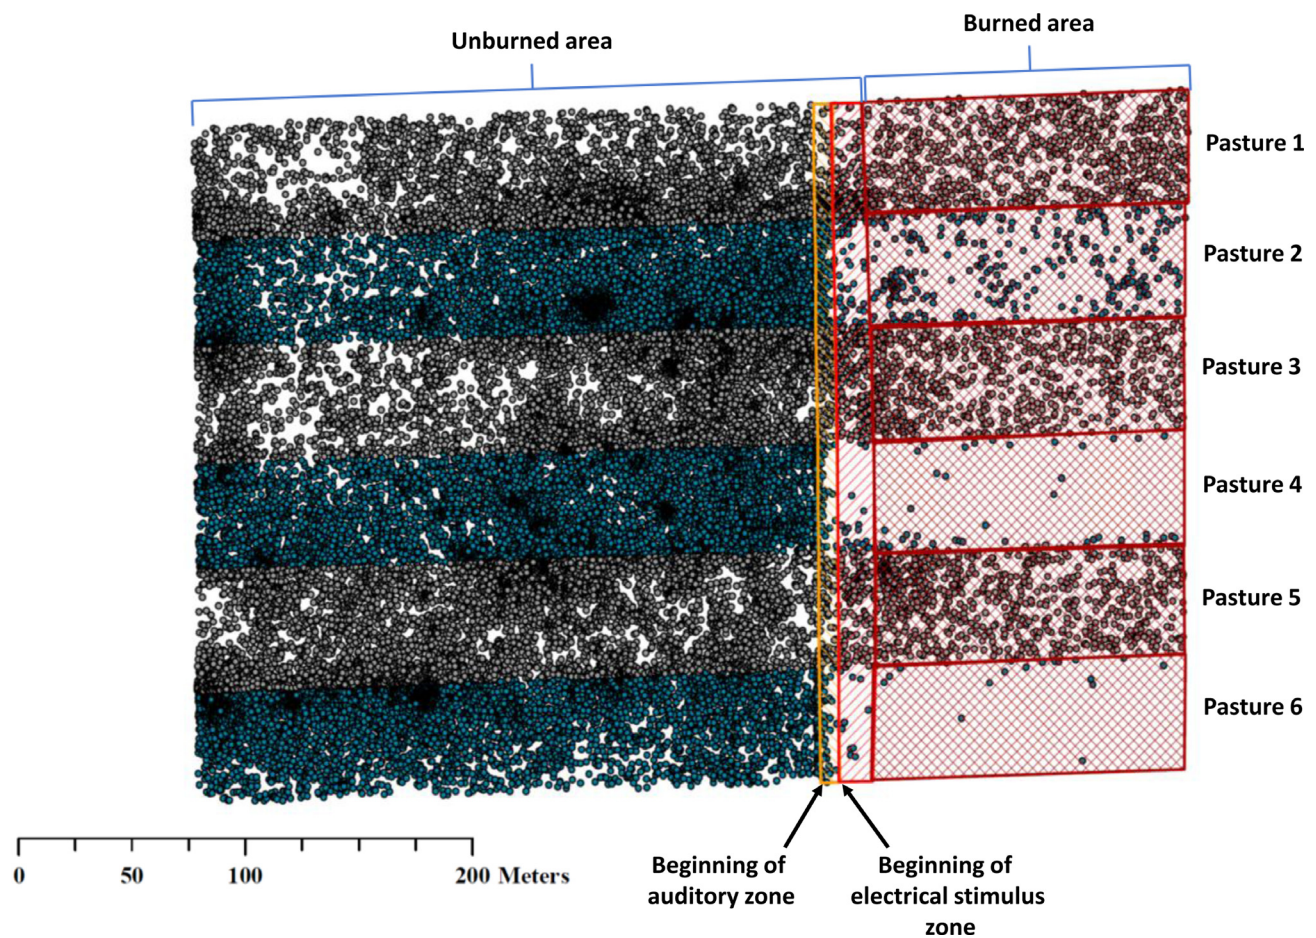 Burned area
Unburned area
Pasture 1
Pasture 2
Pasture 3
Pasture 4
Pasture 5
Pasture 6
Beginning of
auditory zone
Beginning of
electrical stimulus
zone
0 50 100 200 Meters